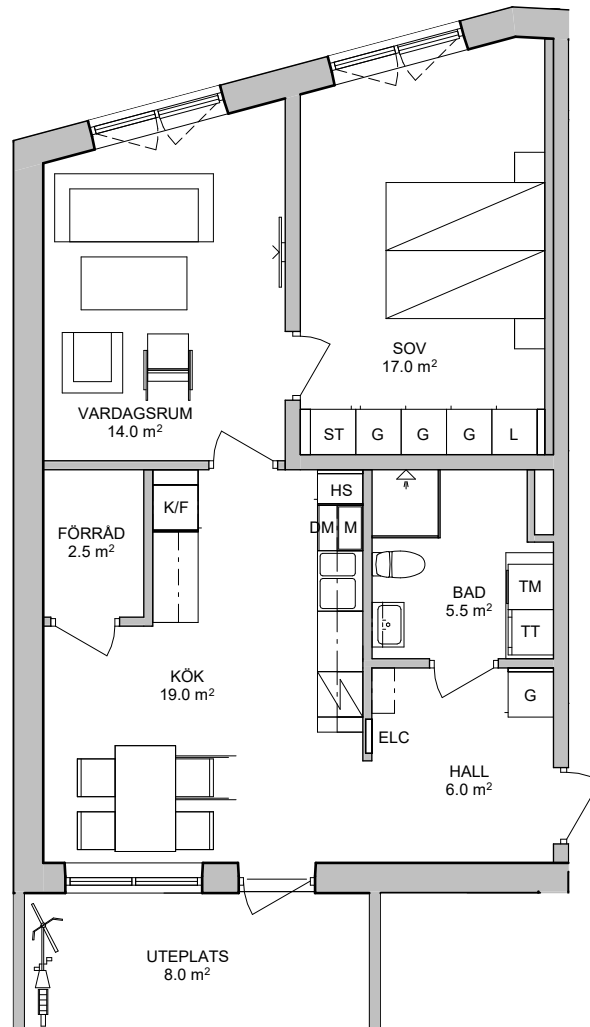 SOV
17.0 m²
VARDAGSRUM
14.0 m²
ST G G G L
HS
K/F
DM M
FÖRRÅD
2.5 m²
BAD
5.5 m²
TM
TT
KÖK
19.0 m²
G
ELC
HALL
6.0 m²
UTEPLATS
8.0 m²